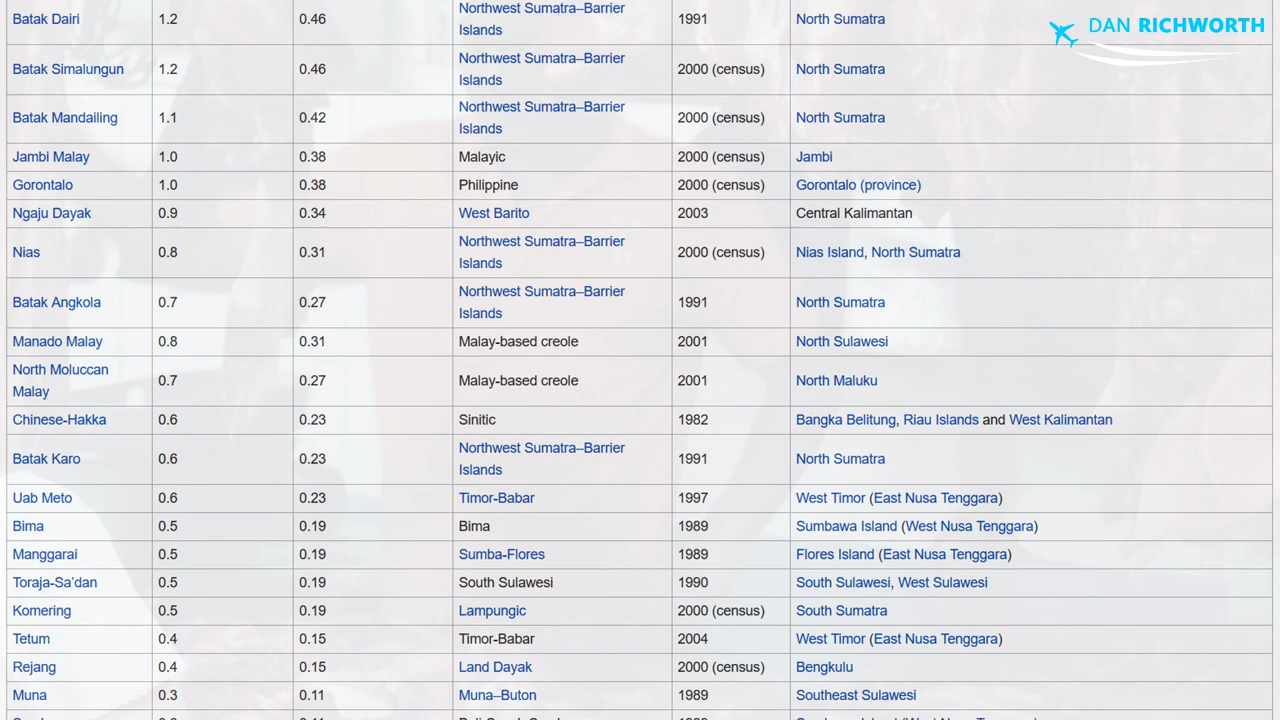 DAN RICHWORTH
Batak Dairi 1.2 0.46 Northwest Sumatra–Barrier Islands 1991 North Sumatra
Batak Simalungun 1.2 0.46 Northwest Sumatra–Barrier Islands 2000 (census) North Sumatra
Batak Mandailing 1.1 0.42 Northwest Sumatra–Barrier Islands 2000 (census) North Sumatra
Jambi Malay 1.0 0.38 Malayic 2000 (census) Jambi
Gorontalo 1.0 0.38 Philippine 2000 (census) Gorontalo (province)
Ngaju Dayak 0.9 0.34 West Barito 2003 Central Kalimantan
Nias 0.8 0.31 Northwest Sumatra–Barrier Islands 2000 (census) Nias Island, North Sumatra
Batak Angkola 0.7 0.27 Northwest Sumatra–Barrier Islands 1991 North Sumatra
Manado Malay 0.8 0.31 Malay-based creole 2001 North Sulawesi
North Moluccan Malay 0.7 0.27 Malay-based creole 2001 North Maluku
Chinese-Hakka 0.6 0.23 Sinitic 1982 Bangka Belitung, Riau Islands and West Kalimantan
Batak Karo 0.6 0.23 Northwest Sumatra–Barrier Islands 1991 North Sumatra
Uab Meto 0.6 0.23 Timor-Babar 1997 West Timor (East Nusa Tenggara)
Bima 0.5 0.19 Bima 1989 Sumbawa Island (West Nusa Tenggara)
Manggarai 0.5 0.19 Sumba-Flores 1989 Flores Island (East Nusa Tenggara)
Toraja-Sa'dan 0.5 0.19 South Sulawesi 1990 South Sulawesi, West Sulawesi
Komering 0.5 0.19 Lampungic 2000 (census) South Sumatra
Tetum 0.4 0.15 Timor-Babar 2004 West Timor (East Nusa Tenggara)
Rejang 0.4 0.15 Land Dayak 2000 (census) Bengkulu
Muna 0.3 0.11 Muna–Buton 1989 Southeast Sulawesi